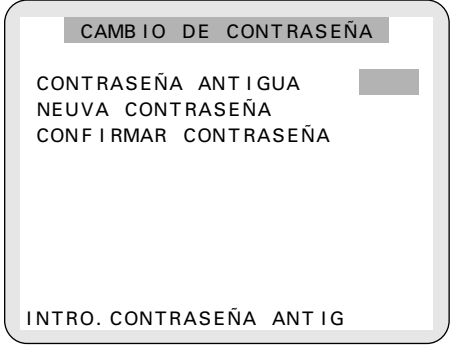 CAMBIO DE CONTRASEÑA
CONTRASEÑA ANTIGUA
NEUVA CONTRASEÑA
CONFIRMAR CONTRASEÑA
INTRO.CONTRASEÑA ANTIG